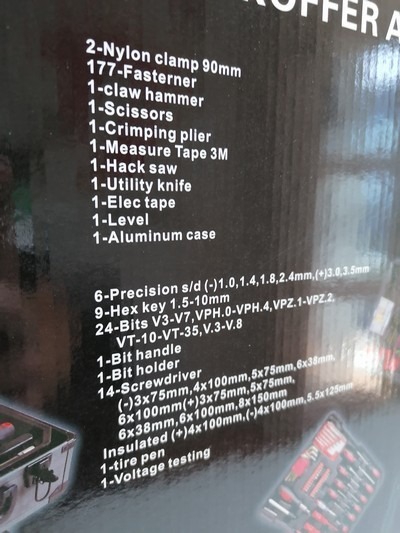 KOFFER A
2-Nylon clamp 90mm
177-Fasterner
1-claw hammer
1-Scissors
1-Crimping plier
1-Measure Tape 3M
1-Hack saw
1-Utility knife
1-Elec tape
1-Level
1-Aluminum case
6-Precision s/d (-)1.0,1.4,1.8,2.4mm,(+)3.0,3.5mm
9-Hex key 1.5-10mm
24-Bits V3-V7,VPH.0-VPH.4,VPZ.1-VPZ.2,
VT-10-VT-35,V.3-V.8
1-Bit handle
1-Bit holder
14-Screwdriver
(-)3x75mm,4x100mm,5x75mm,6x38mm,
6x100mm(+)3x75mm,5x75mm,
6x38mm,6x100mm,8x150mm
Insulated (+)4x100mm,(-)4x100mm,5.5x125mm
1-tire pen
1-Voltage testing